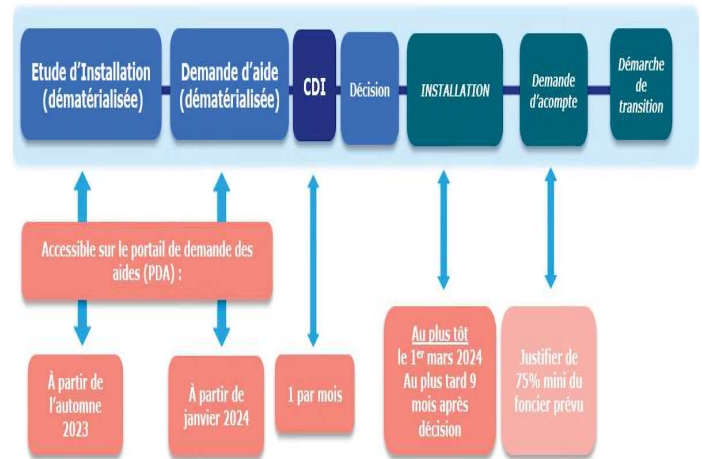 Etude d'Installation
(dématérialisée)
Demande d'aide
(dématérialisée)
CDI
Décision
INSTALLATION
Demande
d'acompte
Démarche
de
transition
Accessible sur le portail de demande des
aides (PDA) :
À partir de
l'automne
2023
À partir de
janvier 2024
1 par mois
Au plus tôt
le 1er mars 2024
Au plus tard 9
mois après
décision
Justifier de
75% mini du
foncier prévu